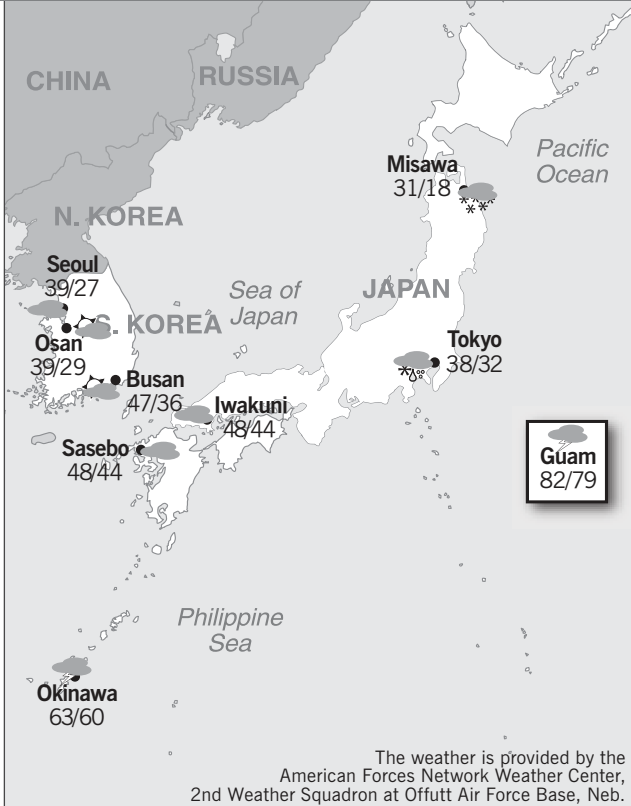 CHINA
RUSSIA
Pacific
Ocean
Misawa
31/18
N. KOREA
Seoul
39/27
Sea of
Japan
JAPAN
S. KOREA
Osan
39/29
Tokyo
38/32
Busan
47/36
Iwakuni
48/44
Sasebo
48/44
Guam
82/79
Philippine
Sea
Okinawa
63/60
The weather is provided by the
American Forces Network Weather Center,
2nd Weather Squadron at Offutt Air Force Base, Neb.